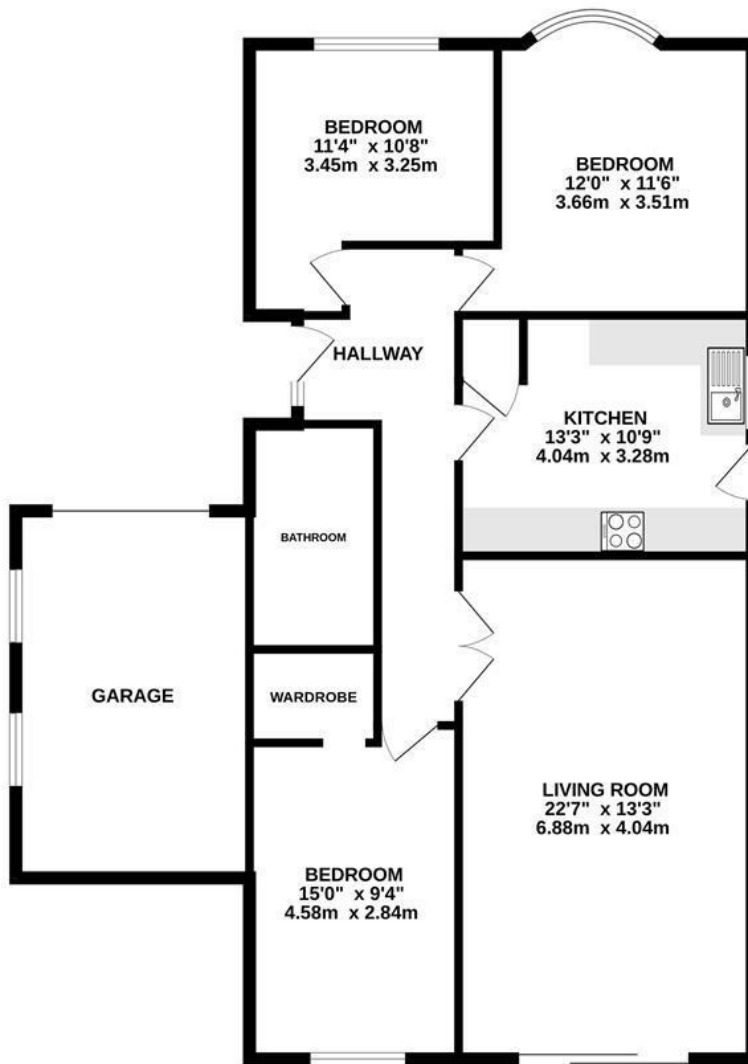 BEDROOM
11'4" x 10'8"
3.45m x 3.25m
BEDROOM
12'0" x 11'6"
3.66m x 3.51m
HALLWAY
KITCHEN
13'3" x 10'9"
4.04m x 3.28m
BATHROOM
GARAGE
WARDROBE
LIVING ROOM
22'7" x 13'3"
6.88m x 4.04m
BEDROOM
15'0" x 9'4"
4.58m x 2.84m